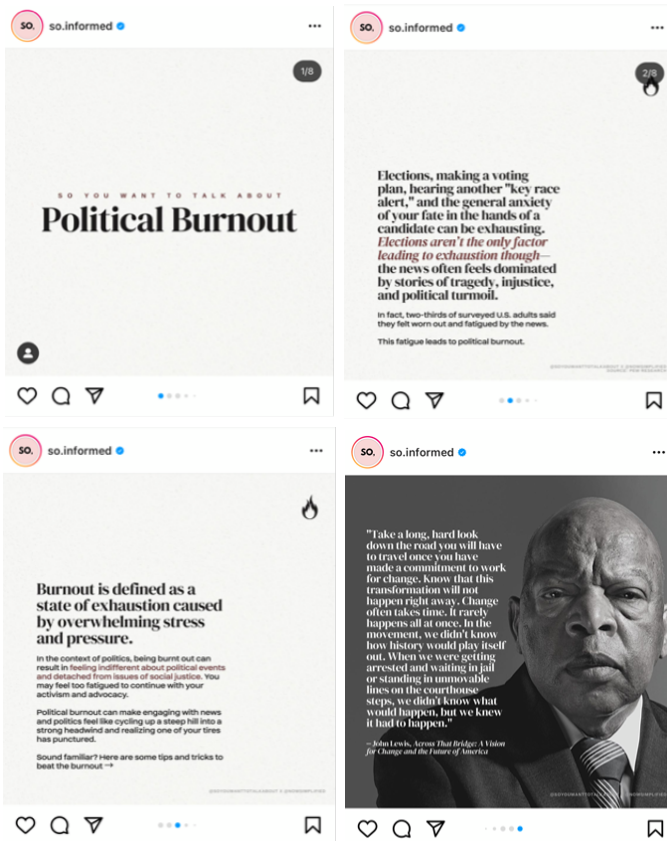 so.informed
1/8
SO YOU WANT TO TALK ABOUT
Political Burnout
so.informed
2/8
Elections, making a voting
plan, hearing another "key race
alert," and the general anxiety
of your fate in the hands of a
candidate can be exhausting.
Elections aren't the only factor
leading to exhaustion though—
the news often feels dominated
by stories of tragedy, injustice,
and political turmoil.
In fact, two-thirds of surveyed U.S. adults said
they felt worn out and fatigued by the news.
This fatigue leads to political burnout.
SO.
so.informed
Burnout is defined as a
state of exhaustion caused
by overwhelming stress
and pressure.
In the context of politics, being burnt out can
result in feeling indifferent about political events
and detached from issues of social justice. You
may feel too fatigued to continue with your
activism and advocacy.
Political burnout can make engaging with news
and politics feel like cycling up a steep hill into a
strong headwind and realizing one of your tires
has punctured.
Sound familiar? Here are some tips and tricks to
beat the burnout →
SO.
so.informed
"Take a long, hard look
down the road you will have
to travel once you have
made a commitment to work
for change. Know that this
transformation will not
happen right away. Change
often takes time. It rarely
happens all at once. In the
movement, we didn't know
how history would play itself
out. When we were getting
arrested and waiting in jail
or standing in unmovable
lines on the courthouse
steps, we didn't know what
would happen, but we knew
it had to happen."
— John Lewis, Across That Bridge: A Vision
for Change and the Future of America